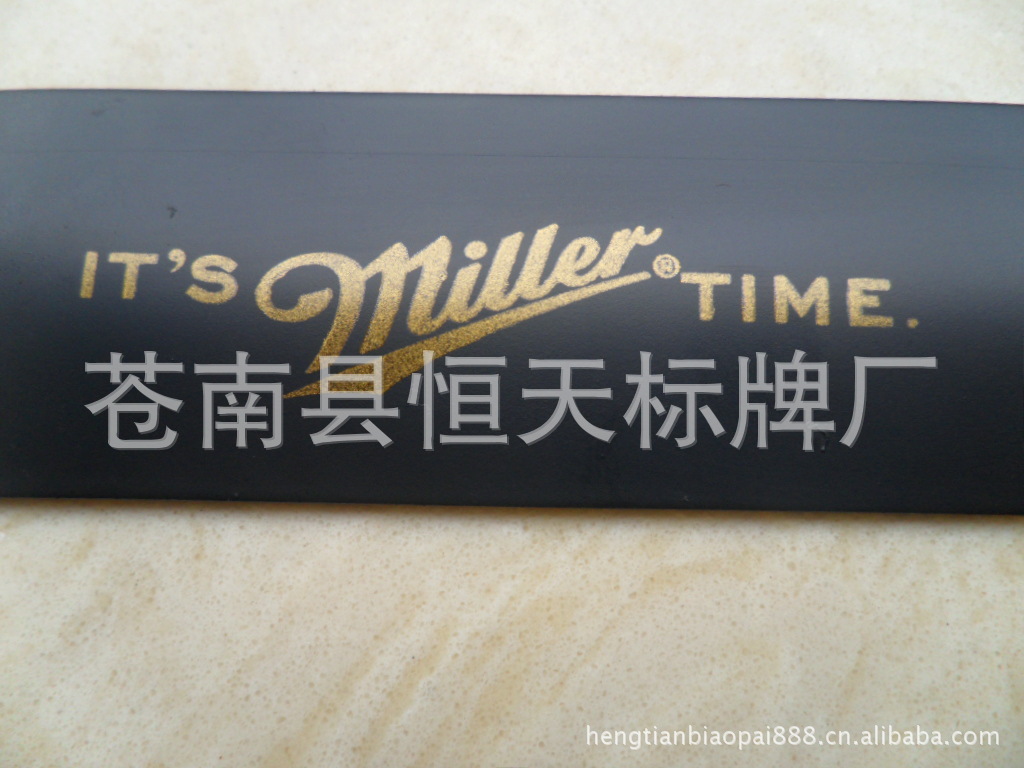 IT'S Miller® TIME.
苍南县恒天标牌厂
hengtianbiaopai888.cn.alibaba.com